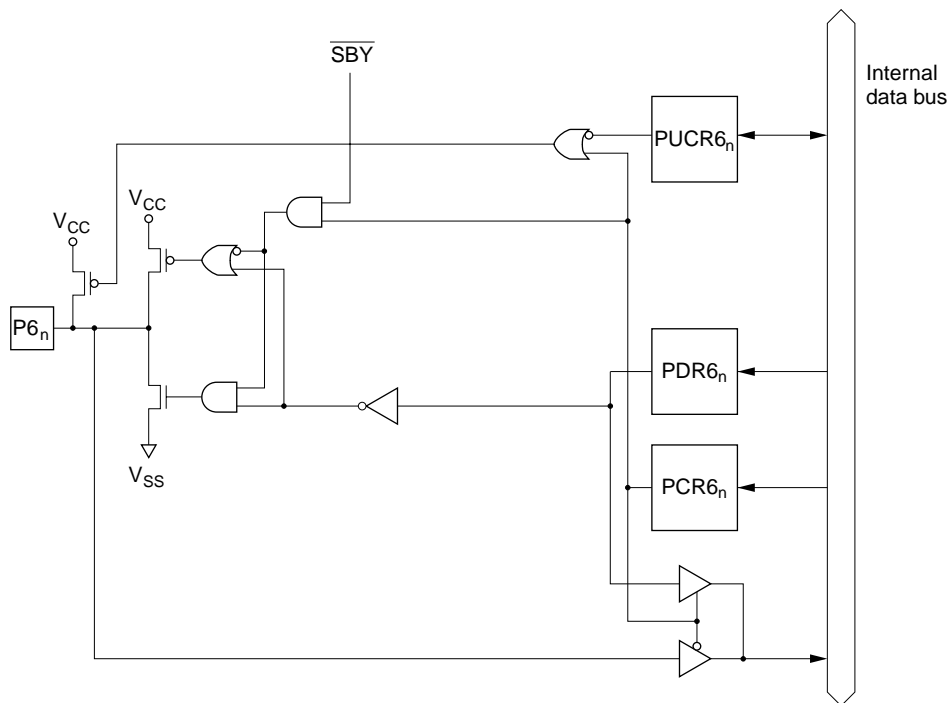 SBY
Internal
data bus
PUCR6n
VCC
VCC
P6n
PDR6n
VSS
PCR6n